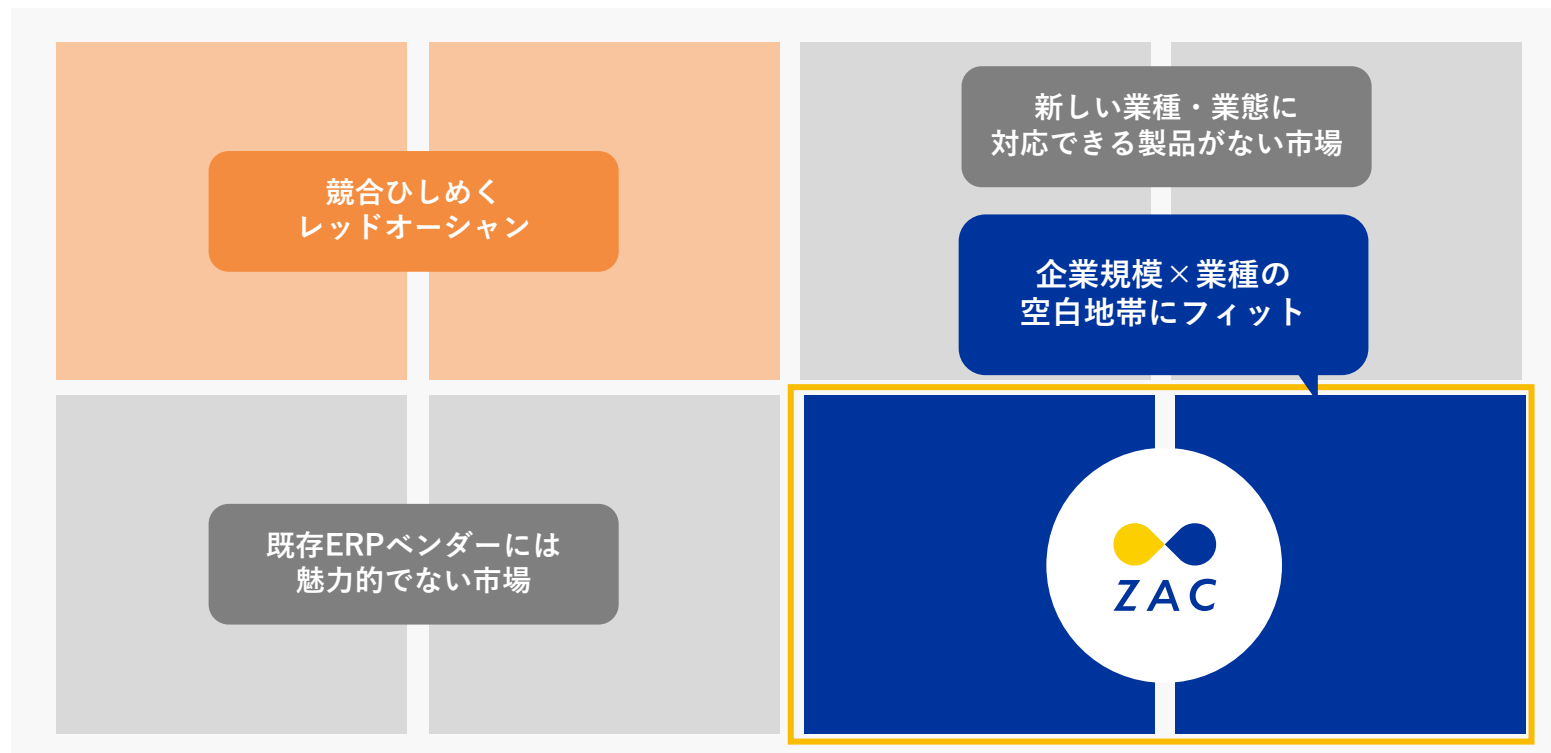 競合ひしめく
レッドオーシャン
新しい業種・業態に
対応できる製品がない市場
企業規模×業種の
空白地帯にフィット
既存ERPベンダーには
魅力的でない市場
ZAC